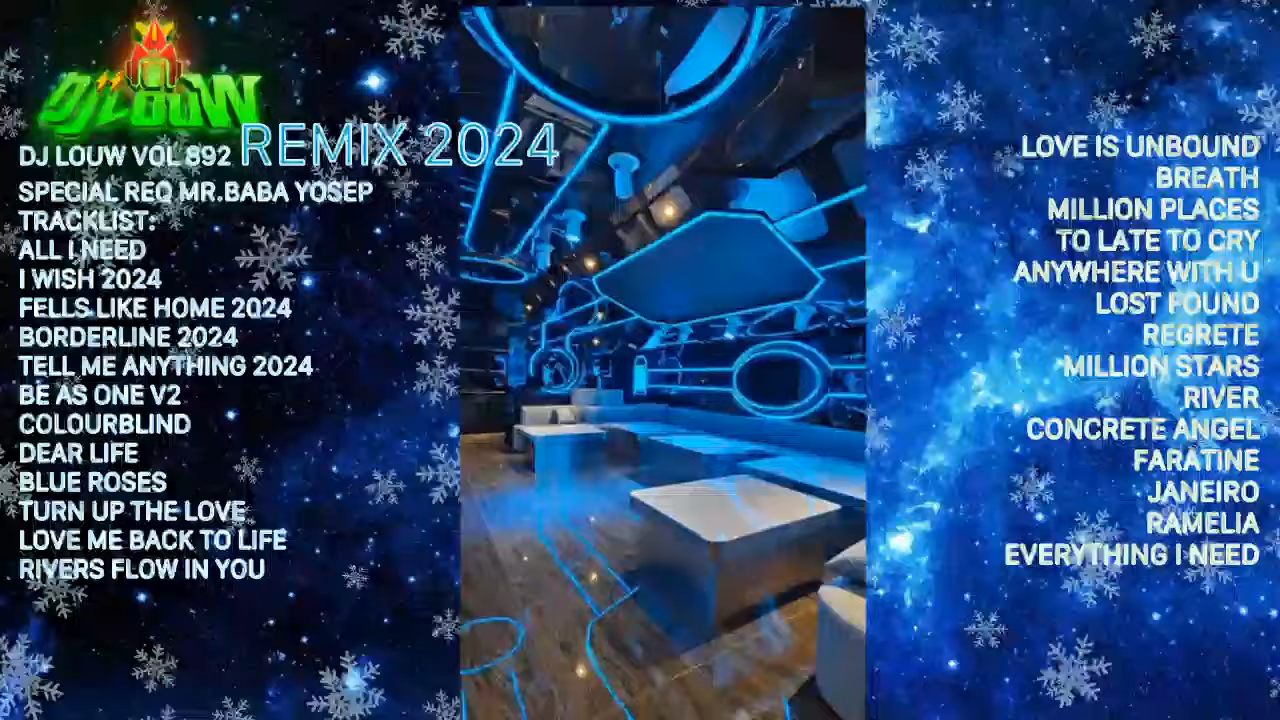 DJ LOUW
REMIX 2024
DJ LOUW VOL 892
SPECIAL REQ MR.BABA YOSEP
TRACKLIST:
ALL I NEED
I WISH 2024
FELLS LIKE HOME 2024
BORDERLINE 2024
TELL ME ANYTHING 2024
BE AS ONE V2
COLOURBLIND
DEAR LIFE
BLUE ROSES
TURN UP THE LOVE
LOVE ME BACK TO LIFE
RIVERS FLOW IN YOU
LOVE IS UNBOUND
BREATH
MILLION PLACES
TO LATE TO CRY
ANYWHERE WITH U
LOST FOUND
REGRETE
MILLION STARS
RIVER
CONCRETE ANGEL
FARATINE
JANEIRO
RAMELIA
EVERYTHING I NEED